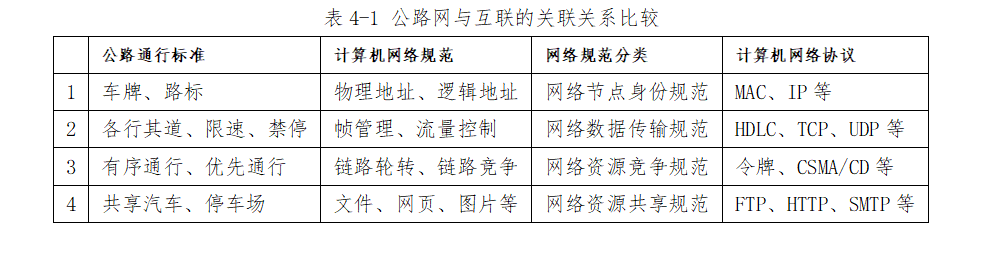 表 4-1 公路网与互联的关联关系比较
公路通行标准 计算机网络规范 网络规范分类 计算机网络协议
1 车牌、路标 物理地址、逻辑地址 网络节点身份规范 MAC、IP 等
2 各行其道、限速、禁停 帧管理、流量控制 网络数据传输规范 HDLC、TCP、UDP 等
3 有序通行、优先通行 链路轮转、链路竞争 网络资源竞争规范 令牌、CSMA/CD 等
4 共享汽车、停车场 文件、网页、图片等 网络资源共享规范 FTP、HTTP、SMTP 等